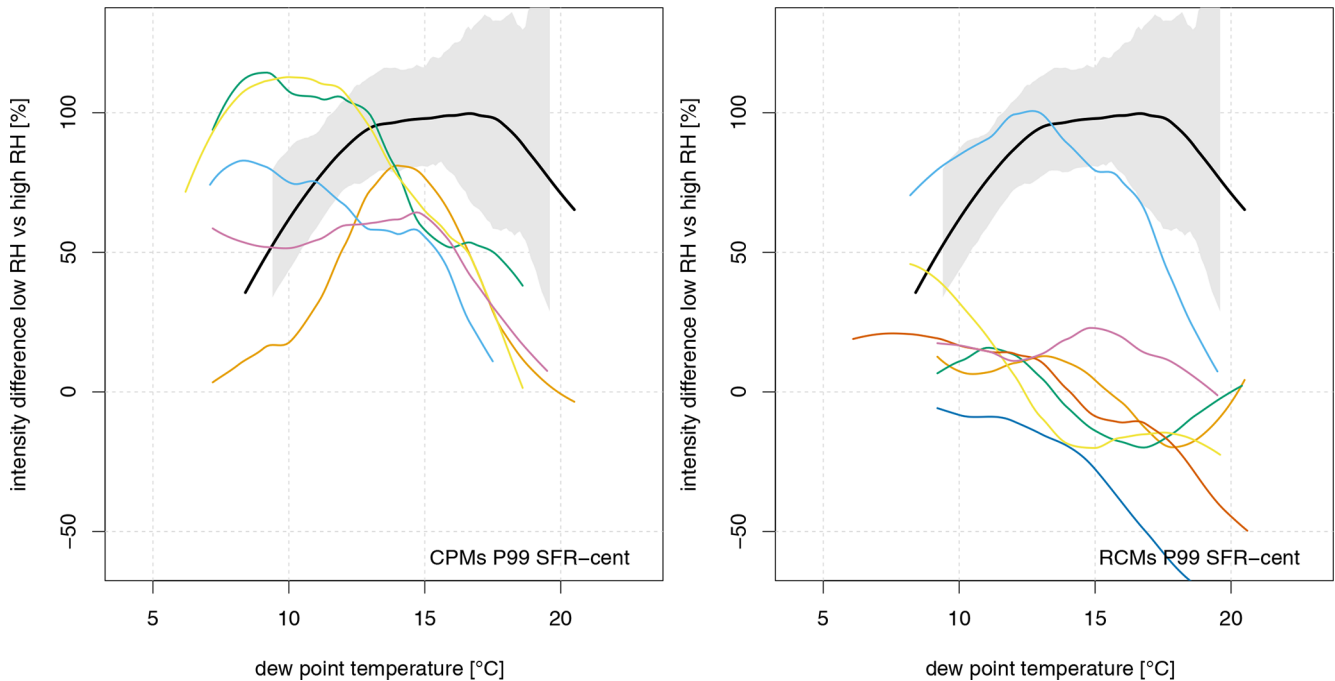 intensity difference low RH vs high RH [%]
100
50
0
−50
CPMs P99 SFR−cent
5
10
15
20
dew point temperature [°C]
intensity difference low RH vs high RH [%]
100
50
0
−50
RCMs P99 SFR−cent
5
10
15
20
dew point temperature [°C]